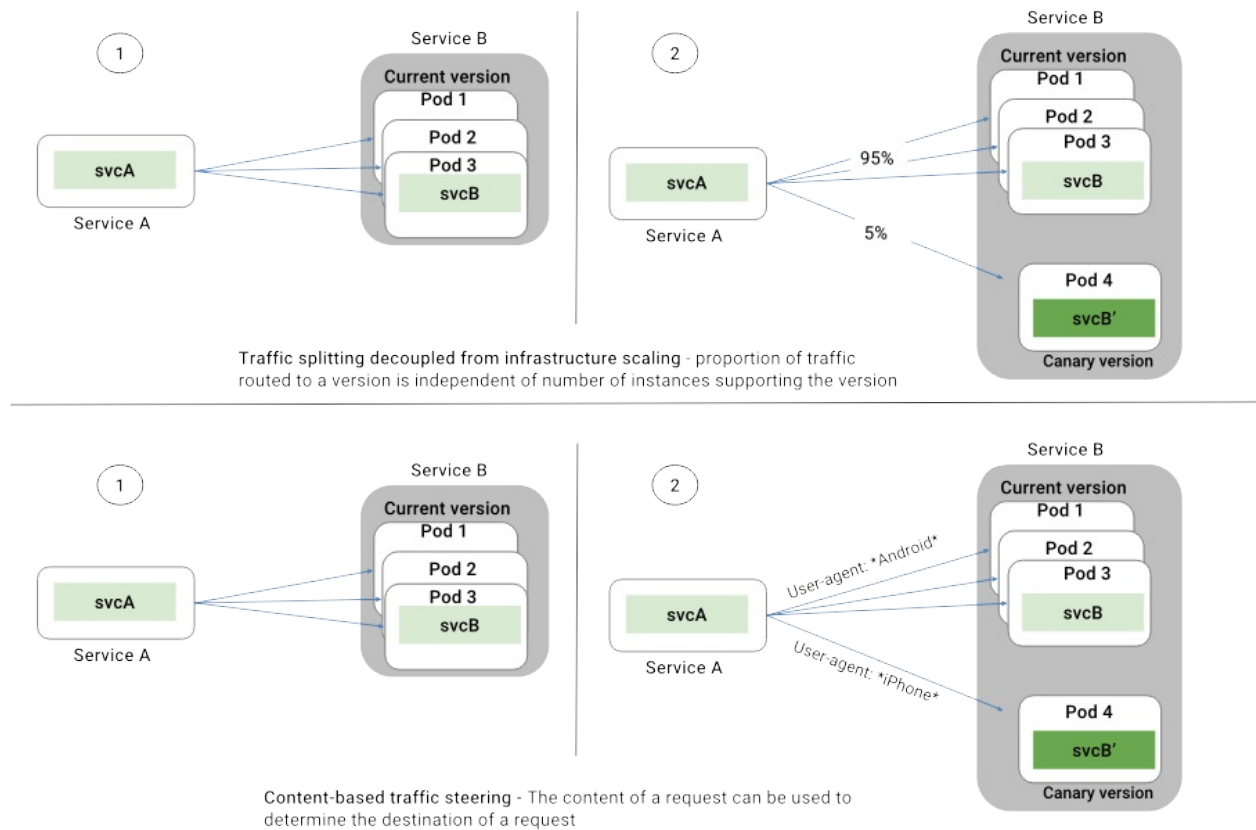 1
Service B
Current version
Pod 1
Pod 2
Pod 3
svcB
svcA
Service A
2
Service B
Current version
Pod 1
Pod 2
Pod 3
svcB
95%
svcA
Service A
5%
Pod 4
svcB’
Canary version
Traffic splitting decoupled from infrastructure scaling - proportion of traffic
routed to a version is independent of number of instances supporting the version
1
Service B
Current version
Pod 1
Pod 2
Pod 3
svcB
svcA
Service A
2
Service B
Current version
Pod 1
Pod 2
Pod 3
svcB
User-agent: *Android*
svcA
Service A
User-agent: *iPhone*
Pod 4
svcB’
Canary version
Content-based traffic steering - The content of a request can be used to
determine the destination of a request